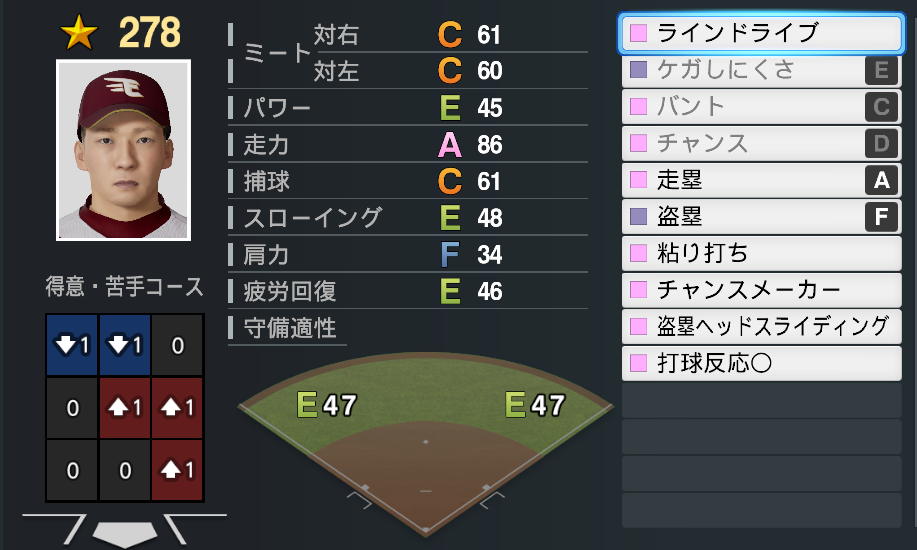 ★ 278
ミート 対右 C 61
対左 C 60
パワー E 45
走力 A 86
捕球 C 61
スローイング E 48
肩力 F 34
疲労回復 E 46
守備適性
E 47 E 47
得意・苦手コース
↓1 ↓1 0
0 ↑1 ↑1
0 0 ↑1
ラインドライブ
ケガしにくさ E
バント C
チャンス D
走塁 A
盗塁 F
粘り打ち
チャンスメーカー
盗塁ヘッドスライディング
打球反応〇